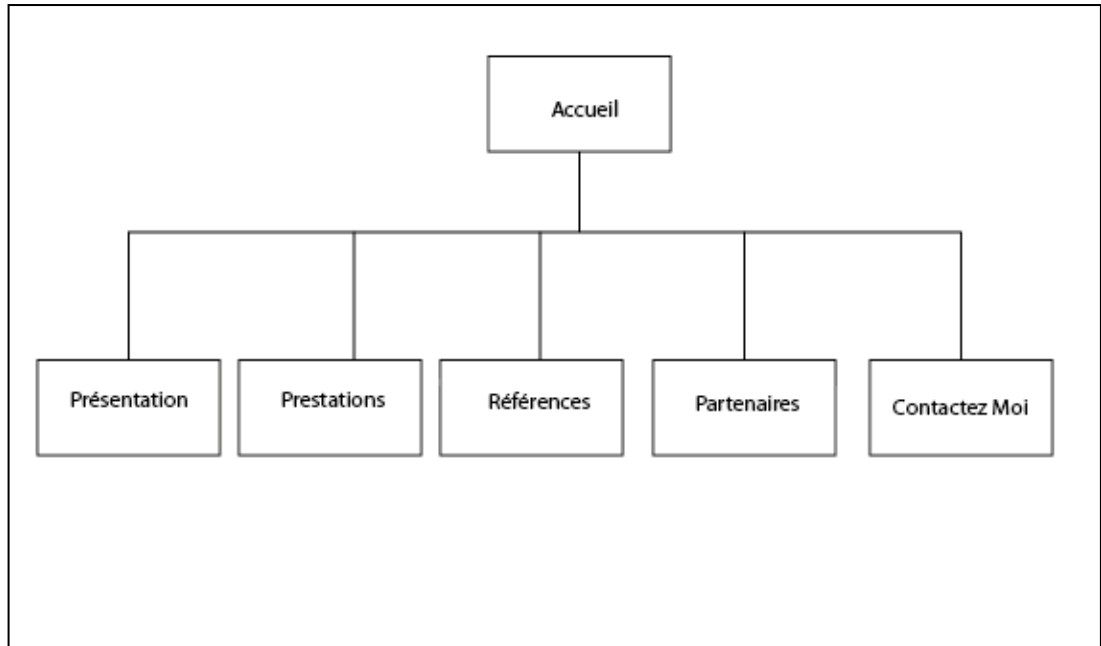 Accueil
Présentation
Prestations
Références
Partenaires
Contactez Moi